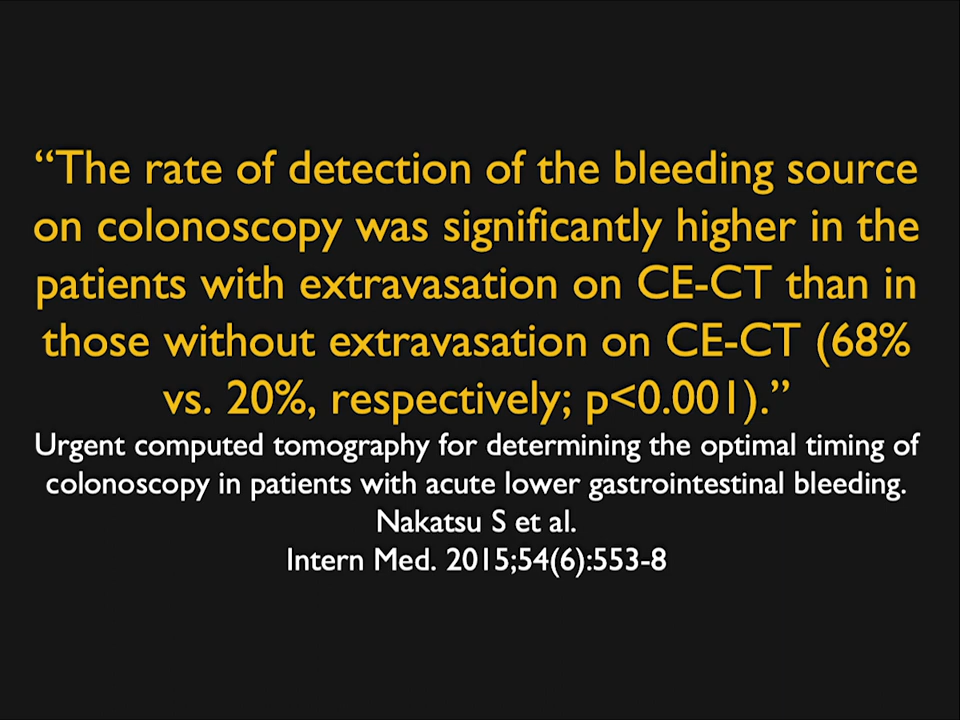 “The rate of detection of the bleeding source
on colonoscopy was significantly higher in the
patients with extravasation on CE-CT than in
those without extravasation on CE-CT (68%
vs. 20%, respectively; p<0.001).”
Urgent computed tomography for determining the optimal timing of
colonoscopy in patients with acute lower gastrointestinal bleeding.
Nakatsu S et al.
Intern Med. 2015;54(6):553-8